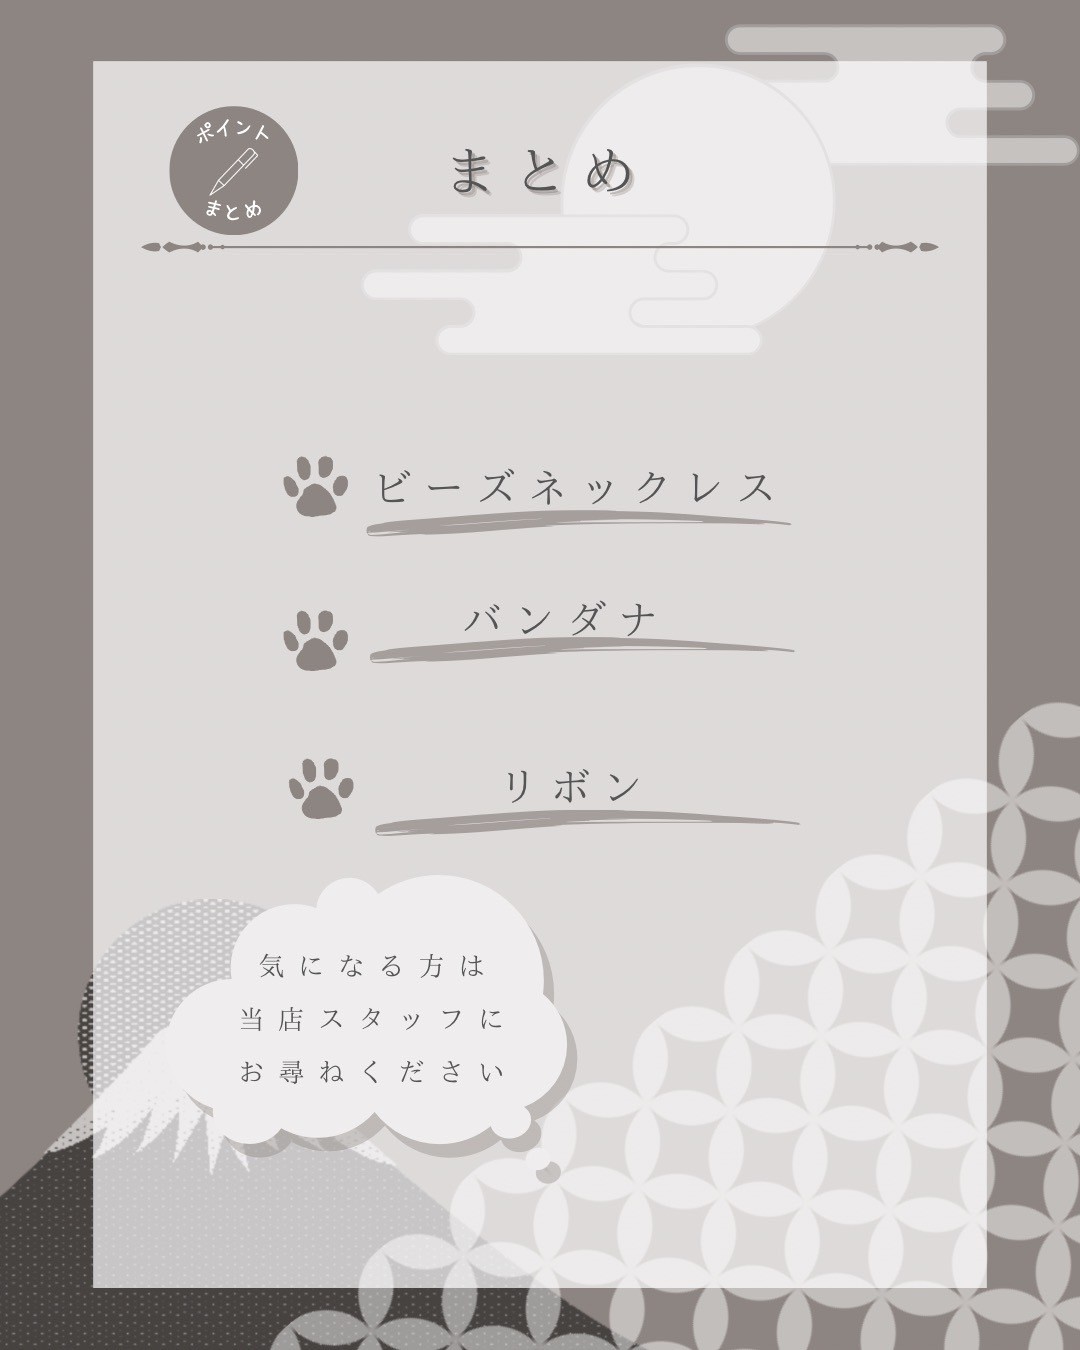 ポイント
まとめ
まとめ
ビーズネックレス
バンダナ
リボン
気になる方は
当店スタッフに
お尋ねください